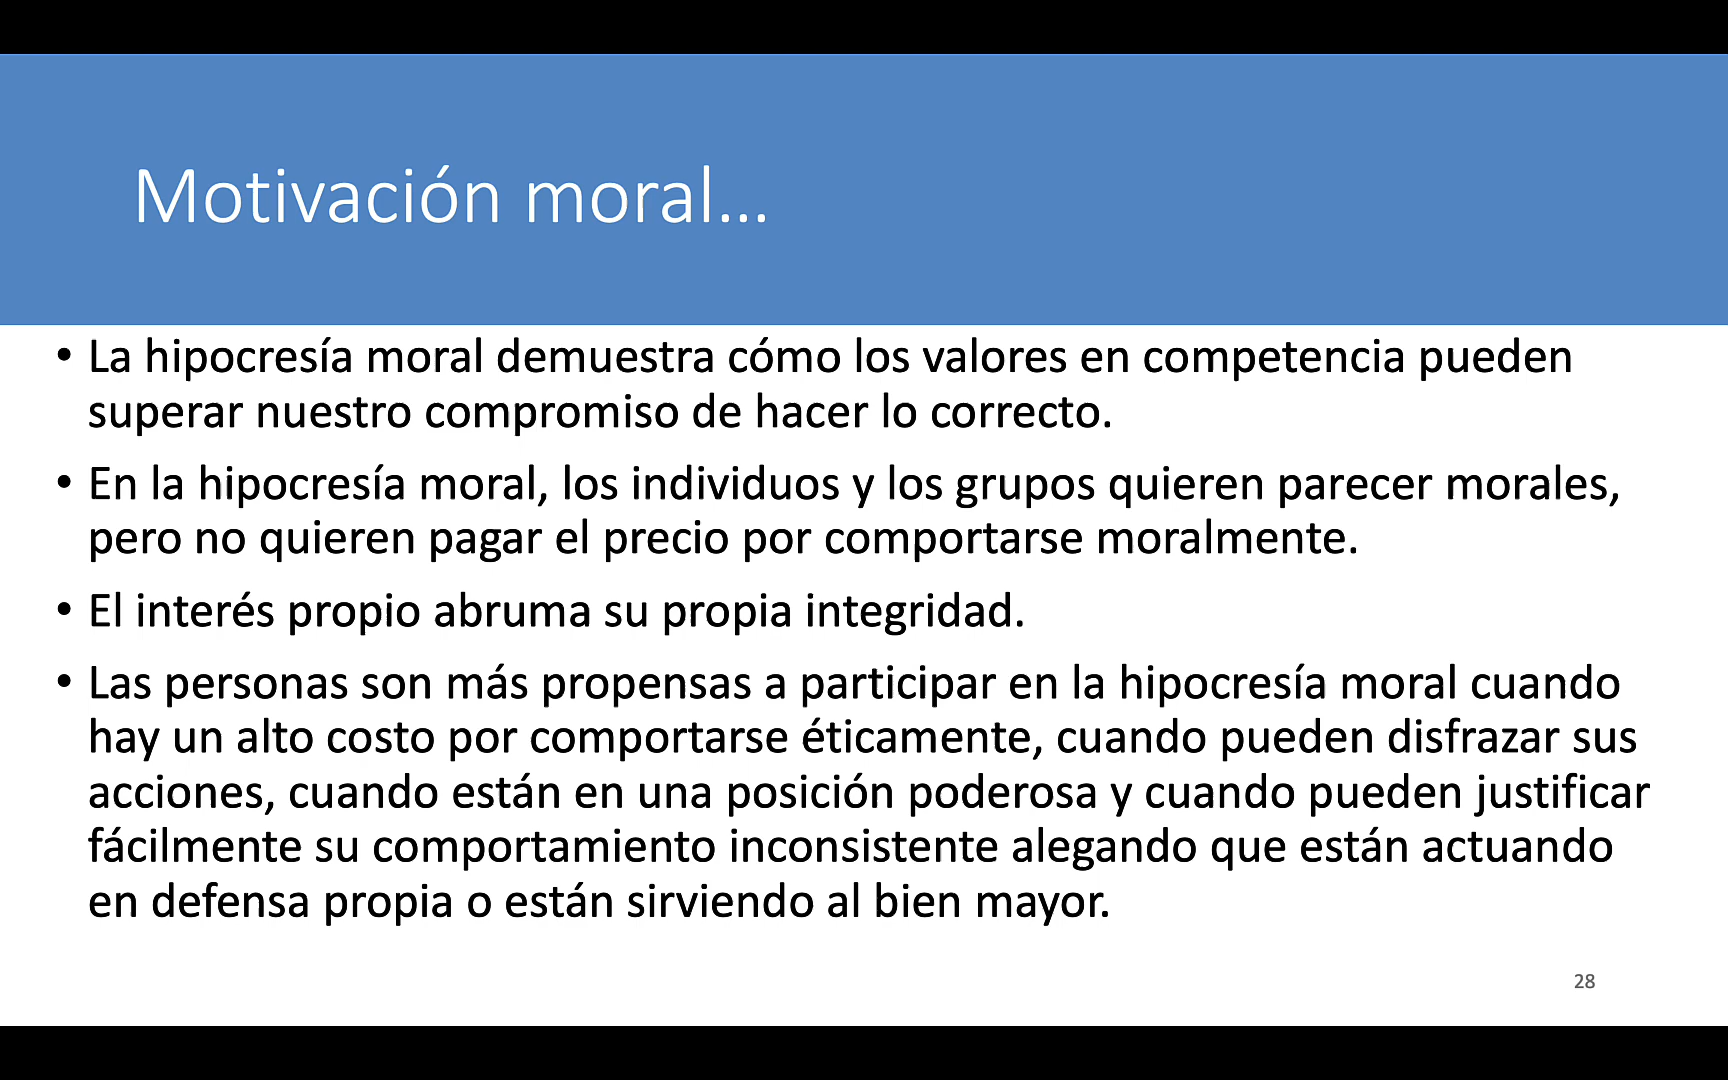 Motivación moral...
• La hipocresía moral demuestra cómo los valores en competencia pueden
superar nuestro compromiso de hacer lo correcto.
• En la hipocresía moral, los individuos y los grupos quieren parecer morales,
pero no quieren pagar el precio por comportarse moralmente.
• El interés propio abruma su propia integridad.
• Las personas son más propensas a participar en la hipocresía moral cuando
hay un alto costo por comportarse éticamente, cuando pueden disfrazar sus
acciones, cuando están en una posición poderosa y cuando pueden justificar
fácilmente su comportamiento inconsistente alegando que están actuando
en defensa propia o están sirviendo al bien mayor.
28